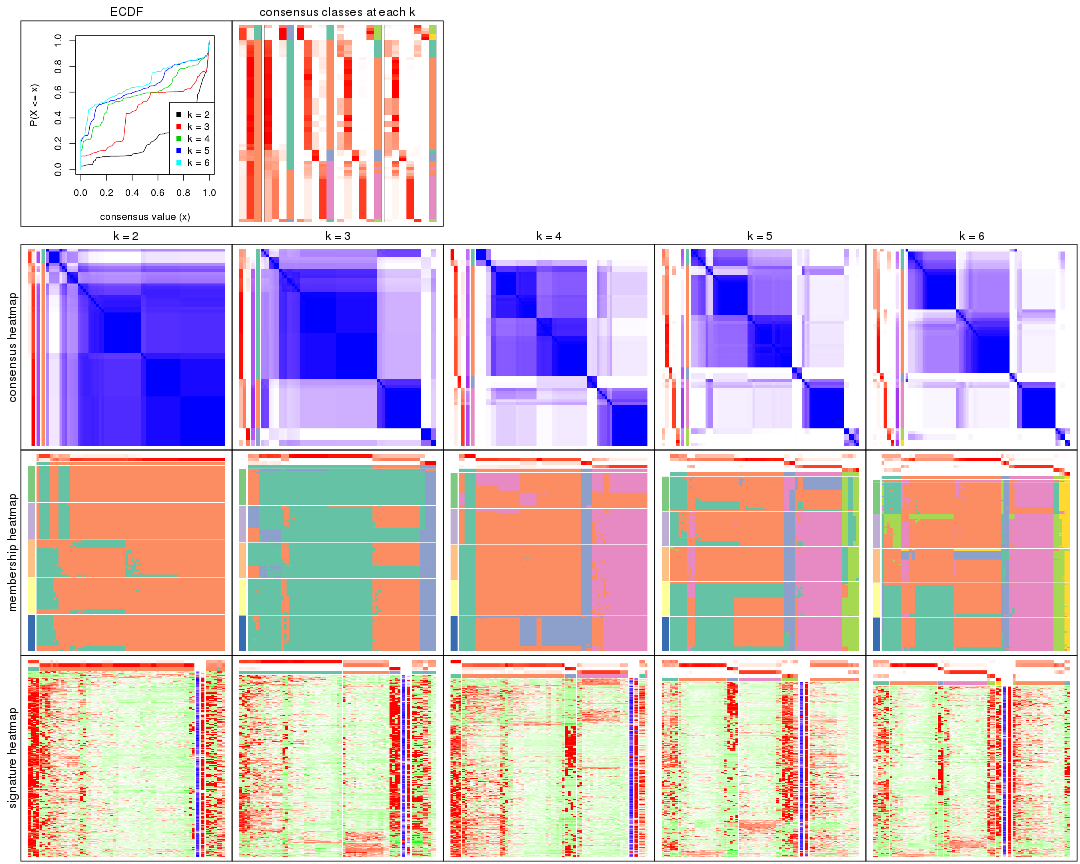 ECDF
consensus classes at each k
P(X <= x)
0.0 0.2 0.4 0.6 0.8 1.0
k = 2
k = 3
k = 4
k = 5
k = 6
0.0 0.2 0.4 0.6 0.8 1.0
consensus value (x)
k = 2
k = 3
k = 4
k = 5
k = 6
consensus heatmap
membership heatmap
signature heatmap